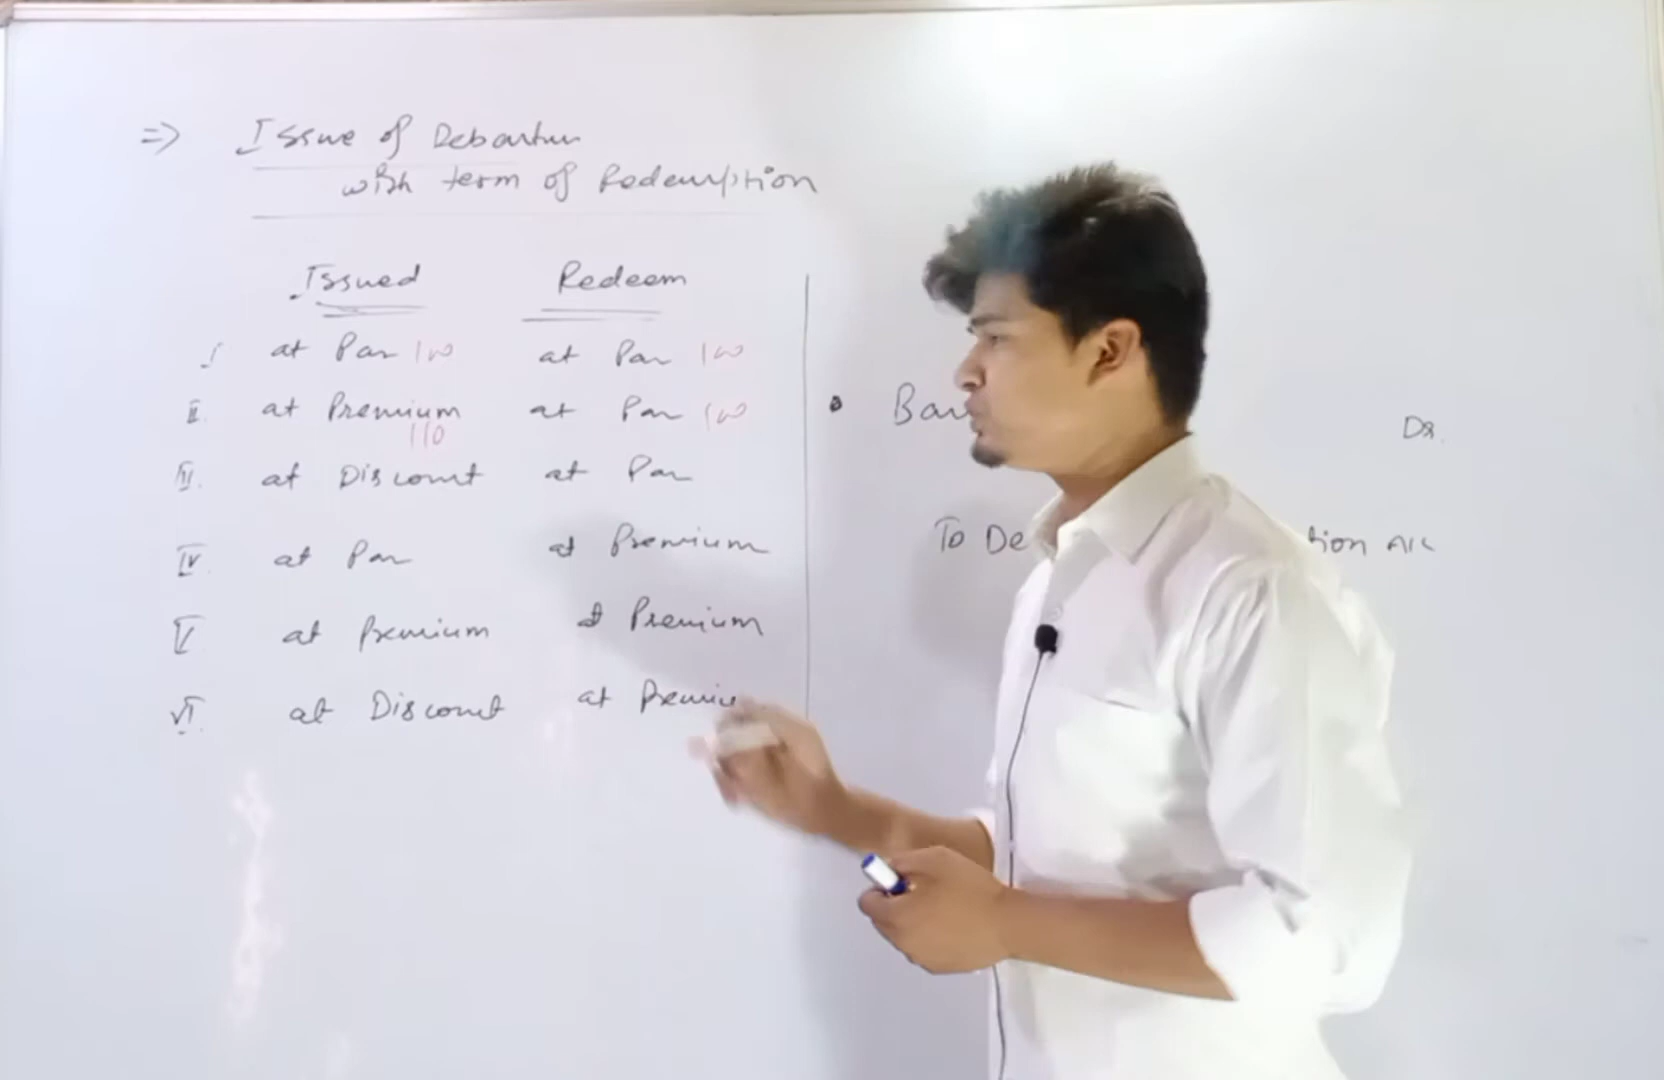 => Issue of Debentur
with term of Redemption
Issued Redeem
I at Par 100 at Par 100
II. at Premium at Par 100
110
III. at Discount at Par
IV. at Par at Premium
V at Premium at Premium
VI. at Discount at Premiu
• Ban Dr.
To De tion A/c